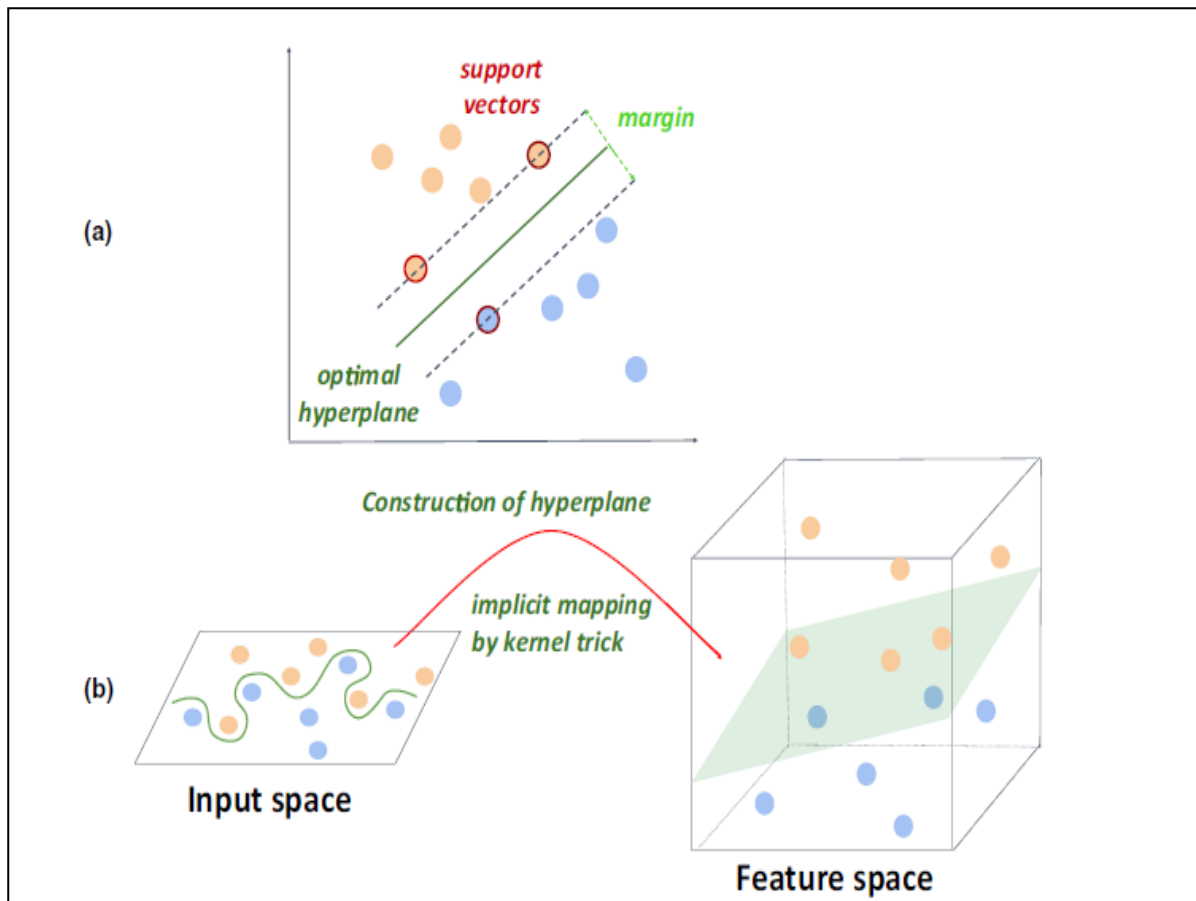 support
vectors
margin
(a)
optimal
hyperplane
Construction of hyperplane
implicit mapping
by kernel trick
(b)
Input space
Feature space